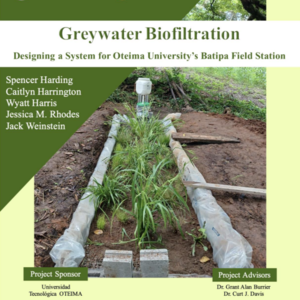 Greywater Biofiltration
Designing a System for Oteima University's Batipa Field Station
Spencer Harding
Caitlyn Harrington
Wyatt Harris
Jessica M. Rhodes
Jack Weinstein
Project Sponsor
Universidad
Tecnológica OTEIMA
Project Advisors
Dr. Grant Alan Burrier
Dr. Curt J. Davis